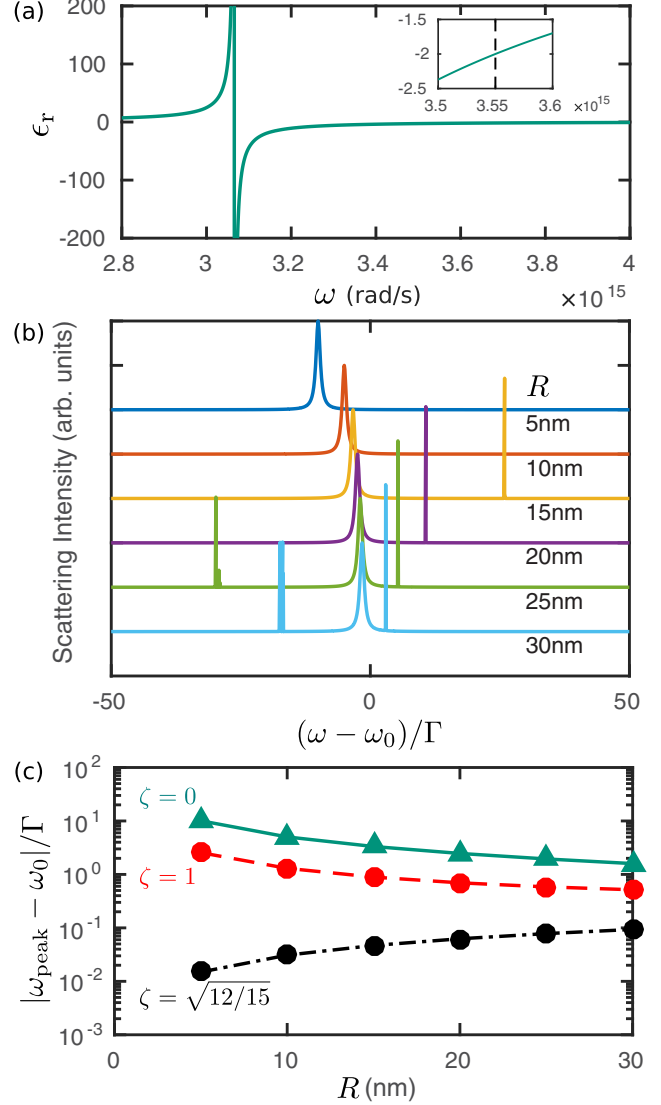 (a)
200
100
0
-100
-200
ϵr
2.8
3
3.2
3.4
3.6
3.8
4
ω (rad/s)
×10^15
-1.5
-2
-2.5
3.5
3.55
3.6
×10^15
(b)
Scattering Intensity (arb. units)
R
5nm
10nm
15nm
20nm
25nm
30nm
-50
0
50
(ω − ω0)/Γ
(c)
10^2
10^1
10^0
10^-1
10^-2
10^-3
|ωpeak − ω0|/Γ
ζ = 0
ζ = 1
ζ = √12/15
0
10
20
30
R (nm)